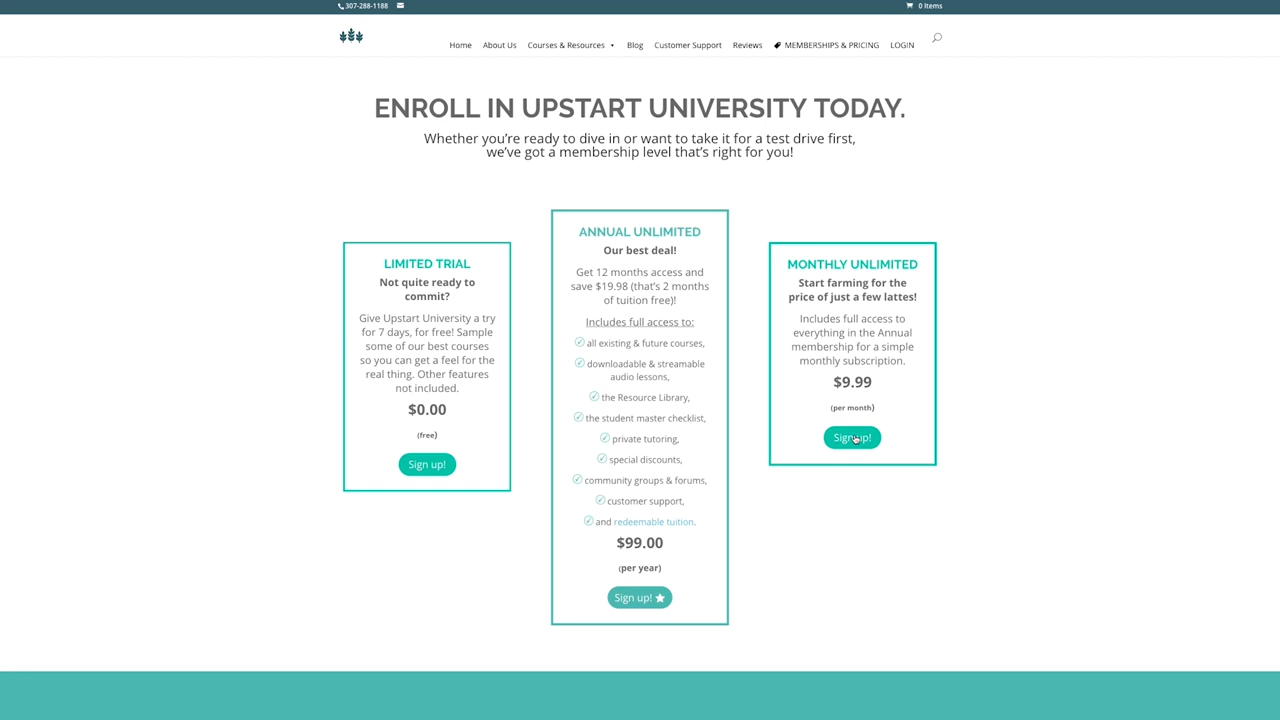 307-288-1188
0 Items
Home
About Us
Courses & Resources
Blog
Customer Support
Reviews
MEMBERSHIPS & PRICING
LOGIN
ENROLL IN UPSTART UNIVERSITY TODAY.
Whether you're ready to dive in or want to take it for a test drive first,
we've got a membership level that's right for you!
LIMITED TRIAL
Not quite ready to
commit?
Give Upstart University a try
for 7 days, for free! Sample
some of our best courses
so you can get a feel for the
real thing. Other features
not included.
$0.00
(free)
Sign up!
ANNUAL UNLIMITED
Our best deal!
Get 12 months access and
save $19.98 (that's 2 months
of tuition free)!
Includes full access to:
all existing & future courses,
downloadable & streamable
audio lessons,
the Resource Library,
the student master checklist,
private tutoring,
special discounts,
community groups & forums,
customer support,
and redeemable tuition.
$99.00
(per year)
Sign up!
MONTHLY UNLIMITED
Start farming for the
price of just a few lattes!
Includes full access to
everything in the Annual
membership for a simple
monthly subscription.
$9.99
(per month)
Sign up!